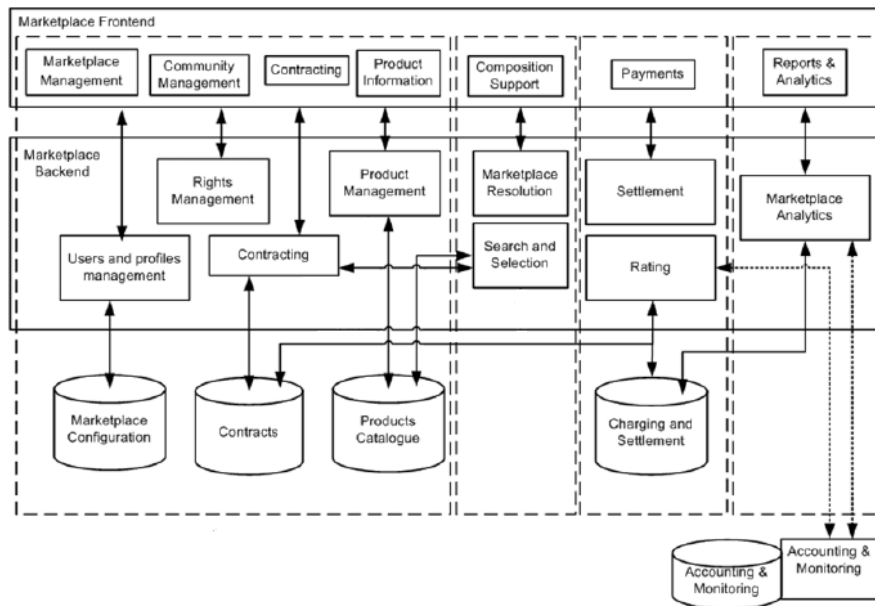 Marketplace Frontend
Marketplace
Management
Community
Management
Contracting
Product
Information
Composition
Support
Payments
Reports &
Analytics
Marketplace
Backend
Rights
Management
Product
Management
Marketplace
Resolution
Settlement
Marketplace
Analytics
Users and profiles
management
Contracting
Search and
Selection
Rating
Marketplace
Configuration
Contracts
Products
Catalogue
Charging and
Settlement
Accounting &
Monitoring
Accounting &
Monitoring